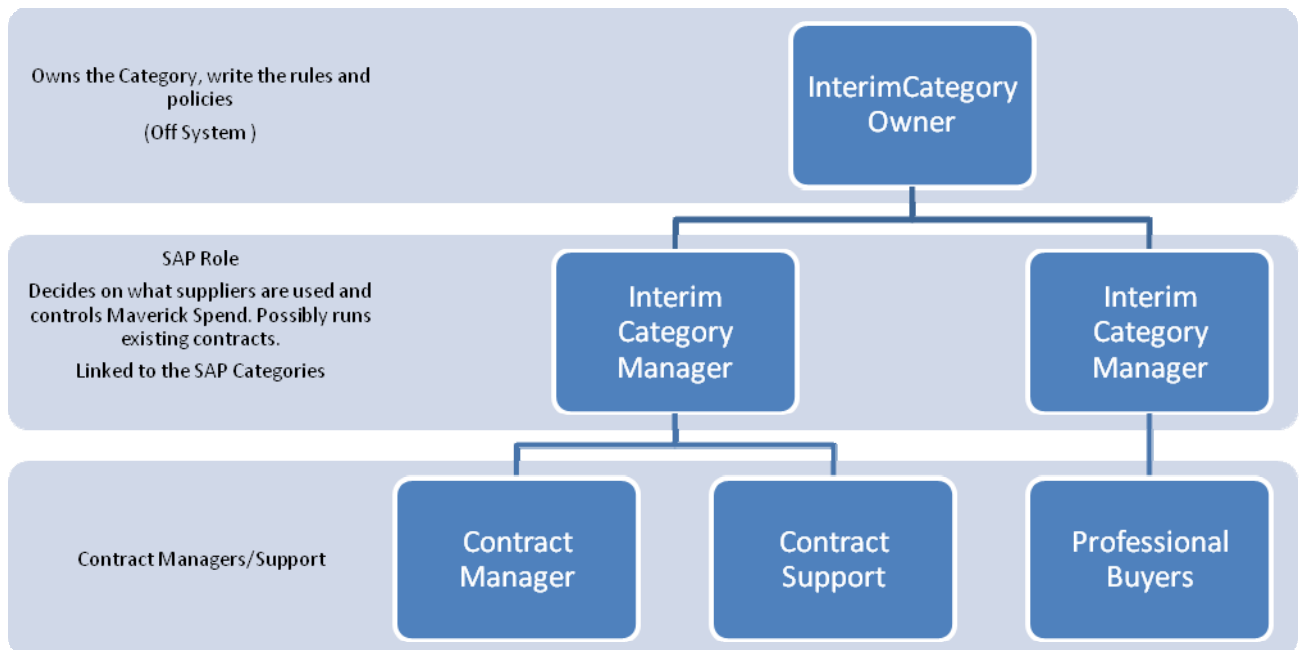 Owns the Category, write the rules and
policies
(Off System )
InterimCategory
Owner
SAP Role
Decides on what suppliers are used and
controls Maverick Spend. Possibly runs
existing contracts.
Linked to the SAP Categories
Interim
Category
Manager
Interim
Category
Manager
Contract Managers/Support
Contract
Manager
Contract
Support
Professional
Buyers